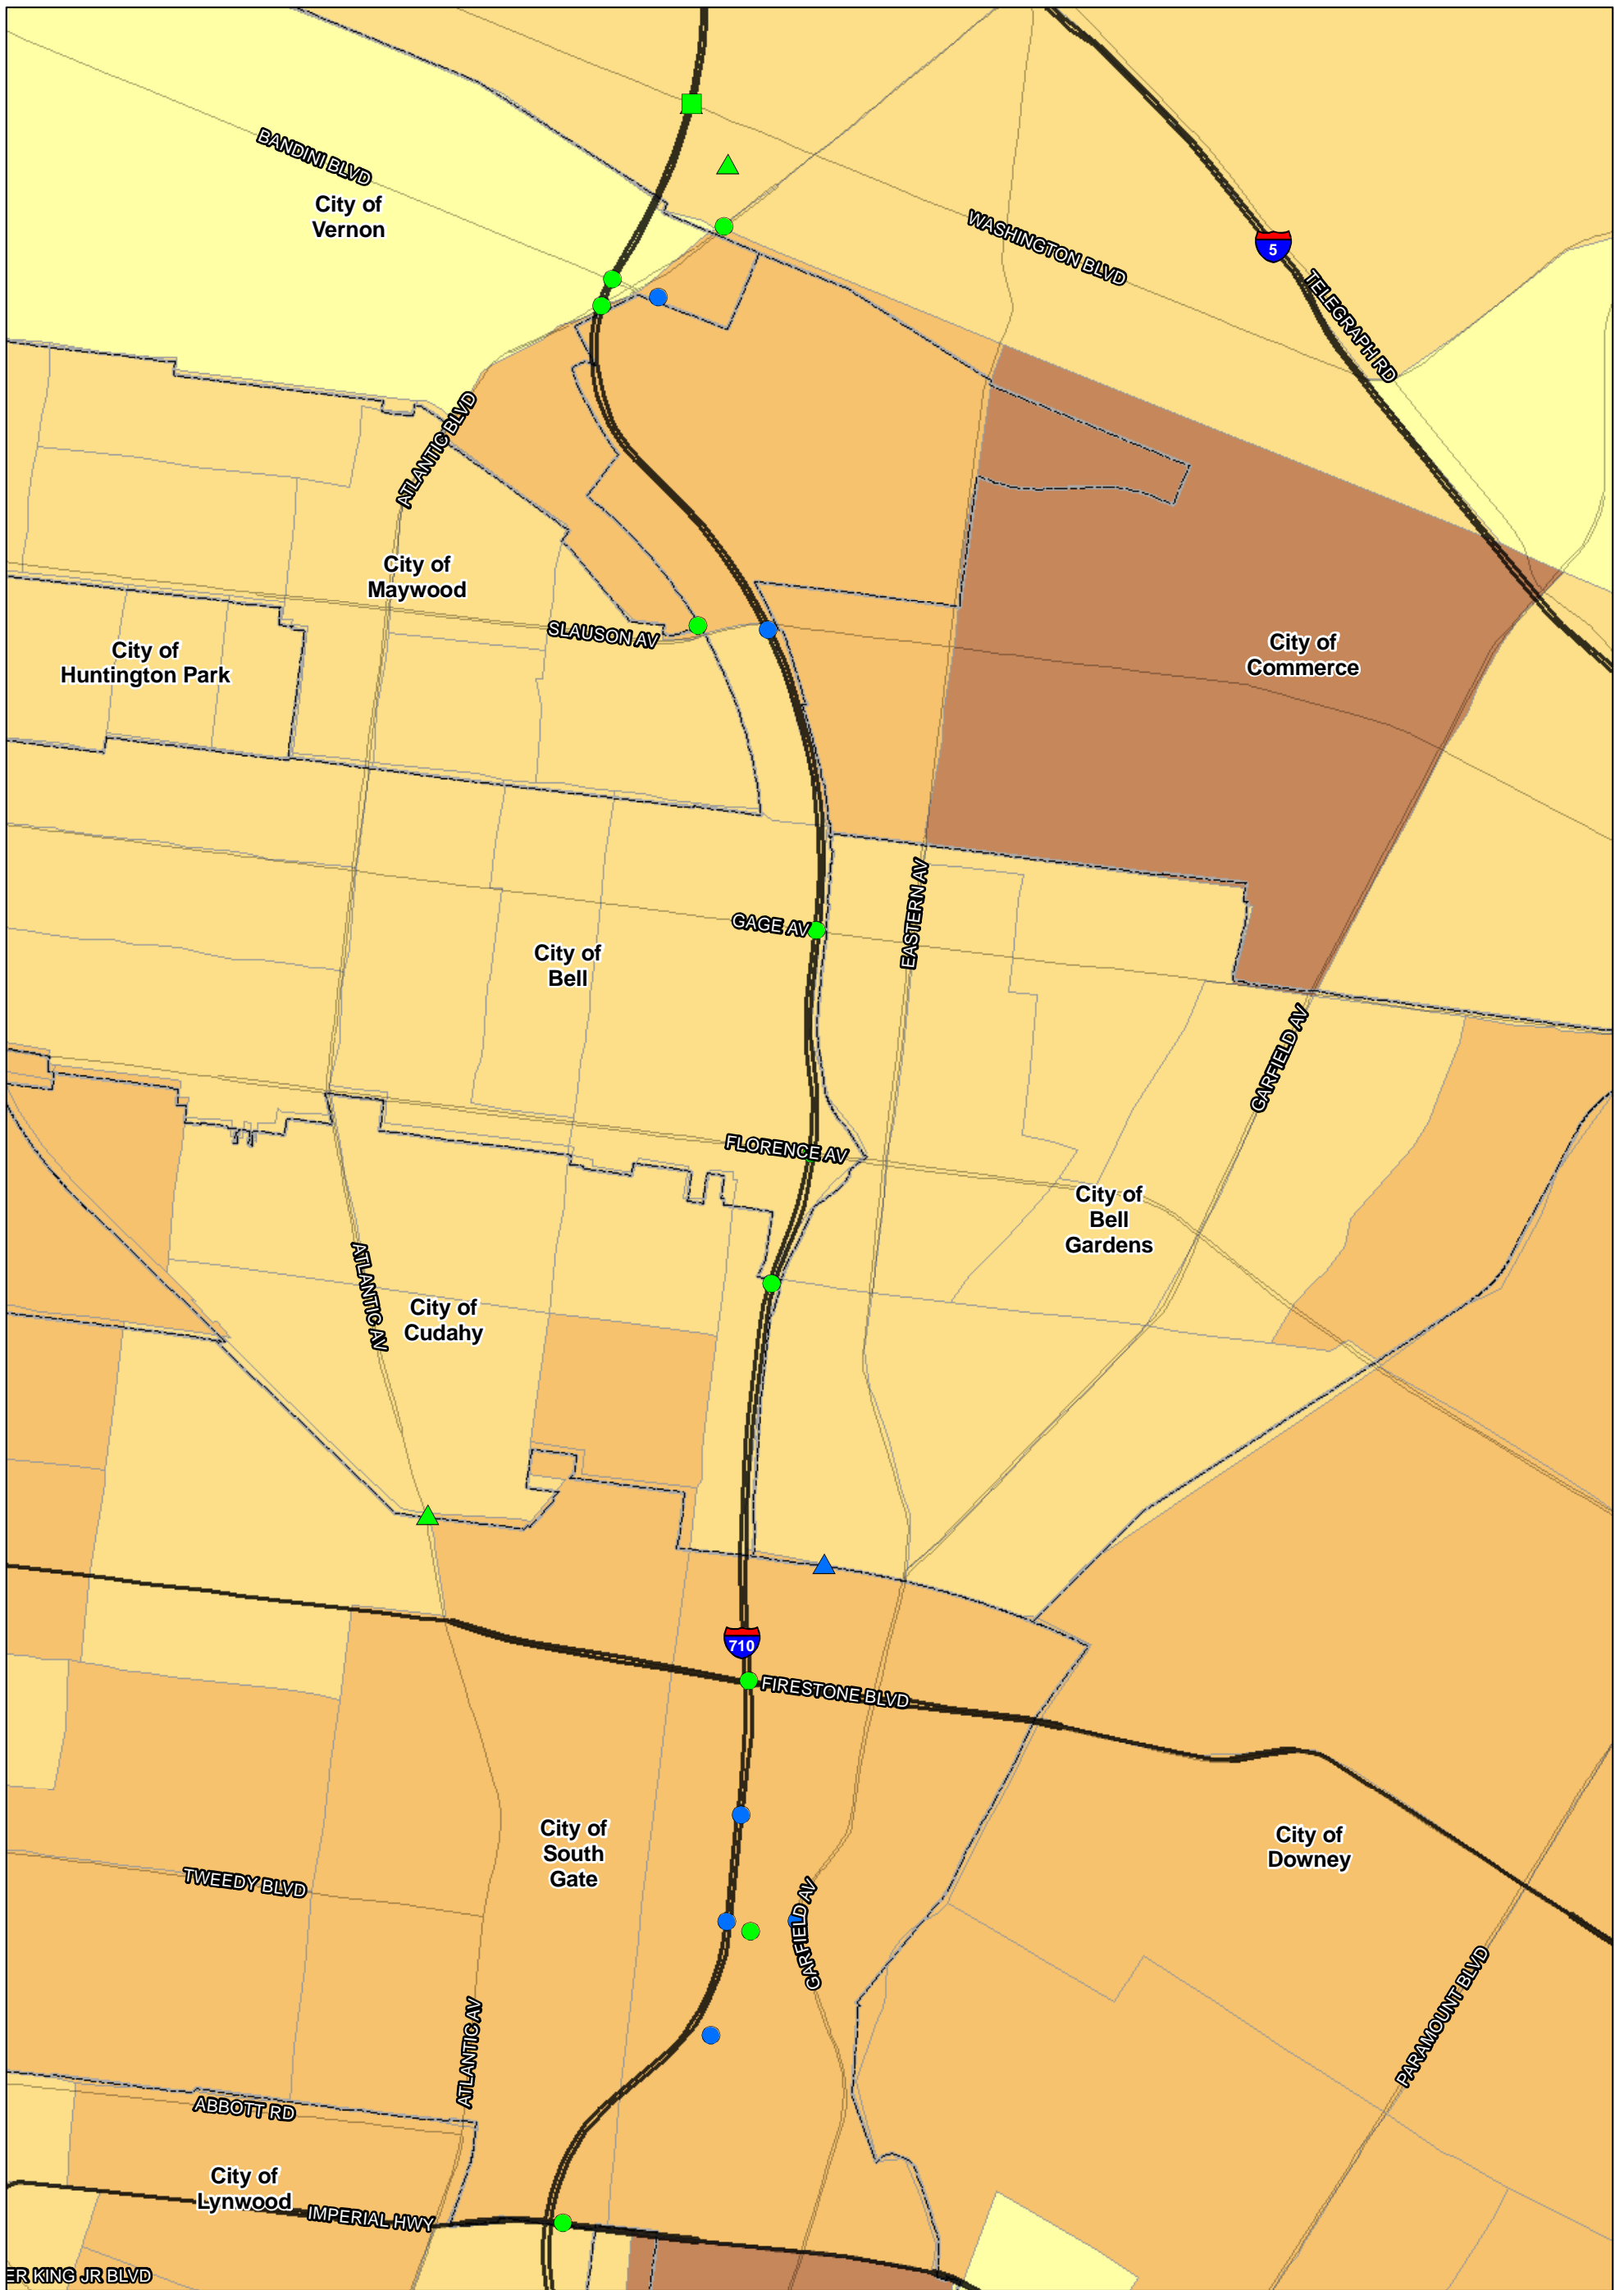 BANDINI BLVD
City of
Vernon
WASHINGTON BLVD
5
TELEGRAPH RD
ATLANTIC BLVD
City of
Maywood
SLAUSON AV
City of
Huntington Park
City of
Commerce
GAGE AV
EASTERN AV
City of
Bell
GARFIELD AV
FLORENCE AV
City of
Bell
Gardens
ATLANTIC AV
City of
Cudahy
710
FIRESTONE BLVD
City of
South
Gate
City of
Downey
TWEEDY BLVD
GARFIELD AV
PARAMOUNT BLVD
ATLANTIC AV
ABBOTT RD
City of
Lynwood
IMPERIAL HWY
ER KING JR BLVD